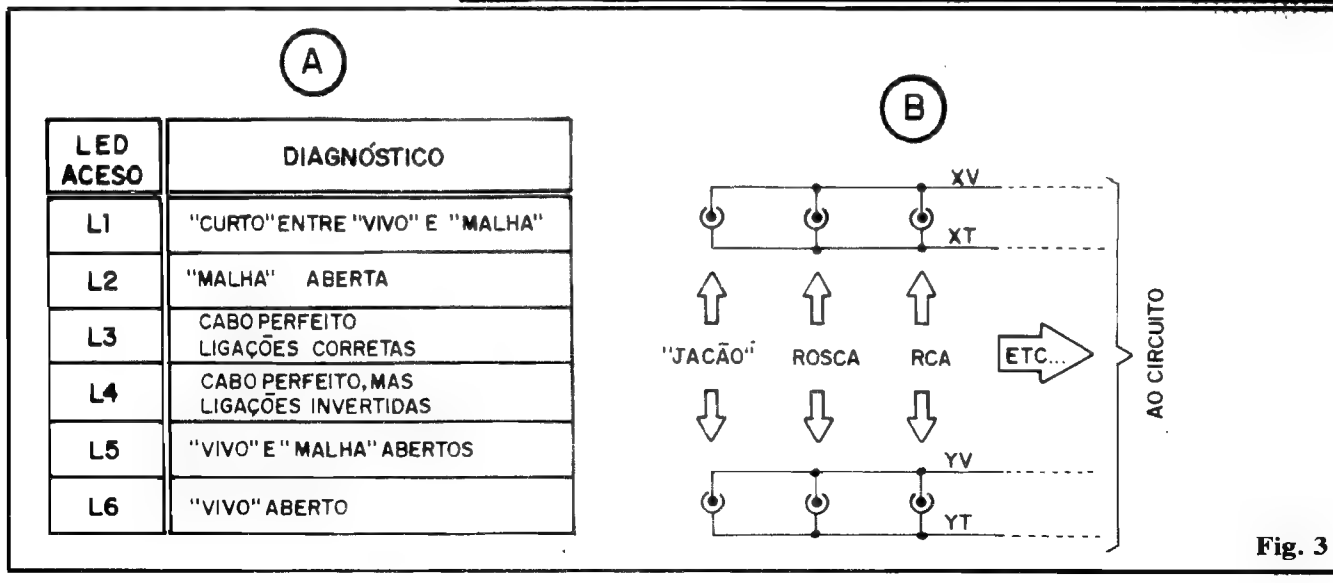 A
LED
ACESO
DIAGNÓSTICO
L1
"CURTO" ENTRE "VIVO" E "MALHA"
L2
"MALHA" ABERTA
L3
CABO PERFEITO
LIGAÇÕES CORRETAS
L4
CABO PERFEITO, MAS
LIGAÇÕES INVERTIDAS
L5
"VIVO" E "MALHA" ABERTOS
L6
"VIVO" ABERTO
B
XV
XT
"JACÃO"
ROSCA
RCA
ETC...
YV
YT
AO CIRCUITO
Fig. 3